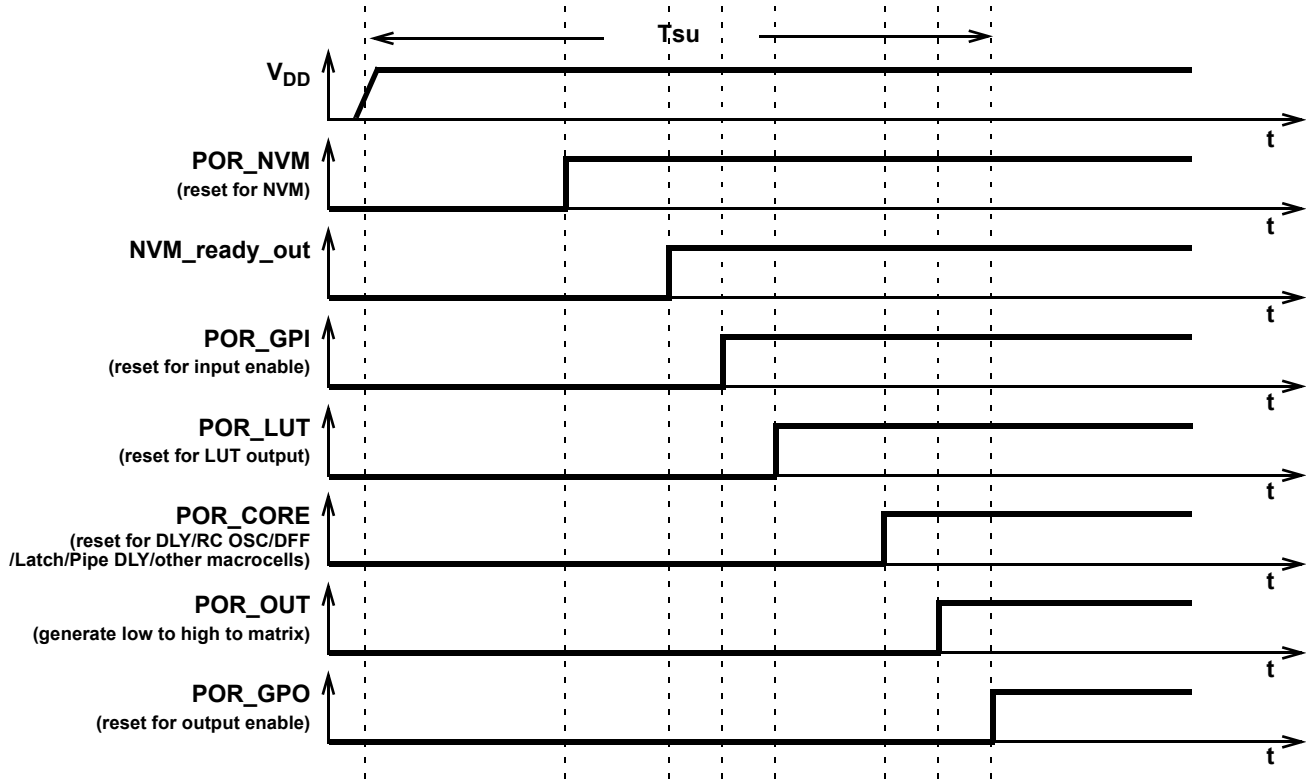 Tsu
VDD
t
POR_NVM
(reset for NVM)
t
NVM_ready_out
t
POR_GPI
(reset for input enable)
t
POR_LUT
(reset for LUT output)
t
POR_CORE
(reset for DLY/RC OSC/DFF
/Latch/Pipe DLY/other macrocells)
t
POR_OUT
(generate low to high to matrix)
t
POR_GPO
(reset for output enable)
t